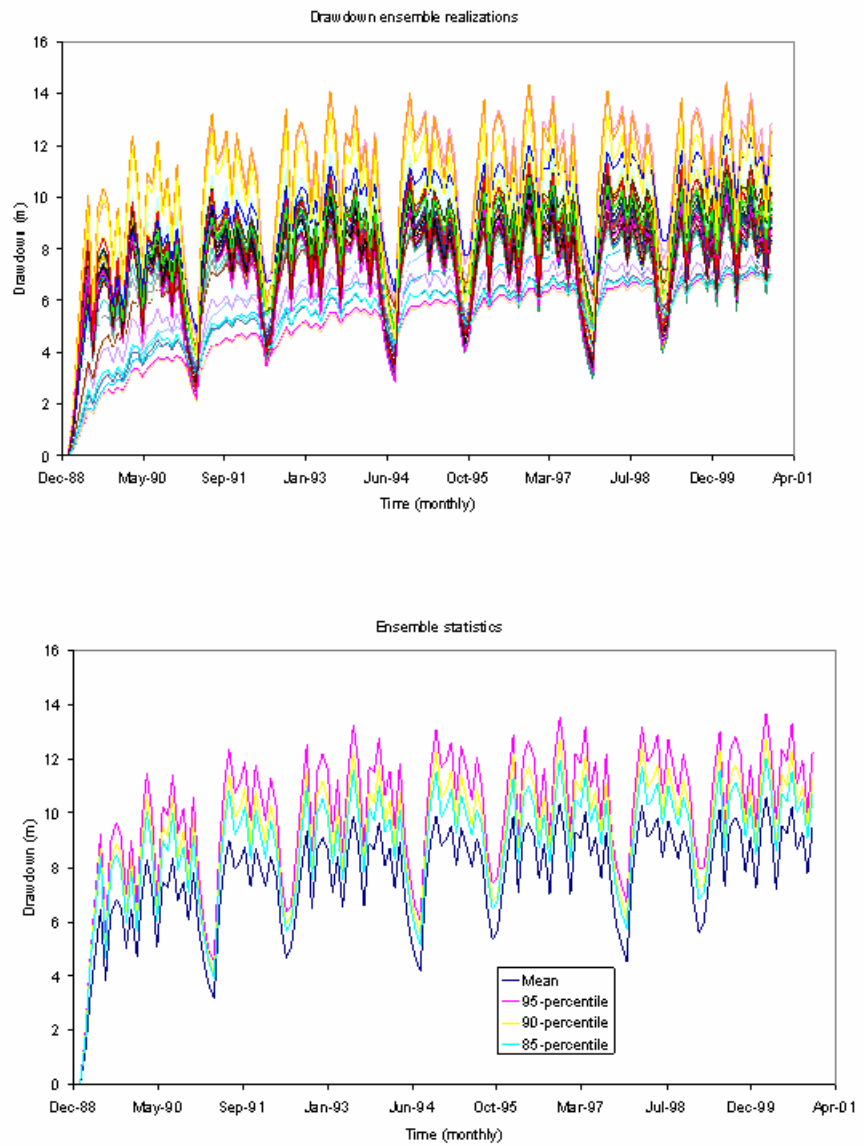 Drawdown ensemble realizations
16
14
12
10
8
6
4
2
0
Drawdown (m)
Dec-88 May-90 Sep-91 Jan-93 Jun-94 Oct-95 Mar-97 Jul-98 Dec-99 Apr-01
Time (monthly)
Ensemble statistics
16
14
12
10
8
6
4
2
0
Drawdown (m)
Mean
95-percentile
90-percentile
85-percentile
Dec-88 May-90 Sep-91 Jan-93 Jun-94 Oct-95 Mar-97 Jul-98 Dec-99 Apr-01
Time (monthly)